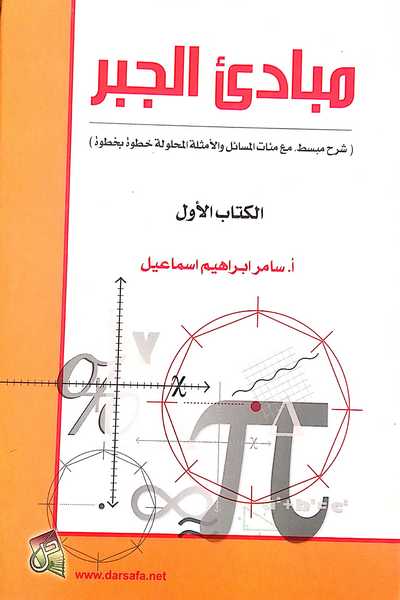 مبادئ الجبر
( شرح مبسط. مع مئات المسائل والأمثلة المحلولة خطوة بخطوة )
الكتاب الأول
أ. سامر ابراهيم اسماعيل
y
%
x
x
π
∞
www.darsafa.net